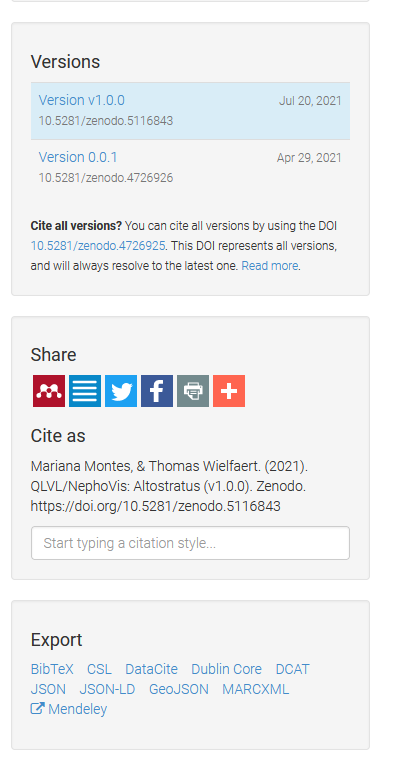 Versions
Version v1.0.0 Jul 20, 2021
10.5281/zenodo.5116843
Version 0.0.1 Apr 29, 2021
10.5281/zenodo.4726926
Cite all versions? You can cite all versions by using the DOI
10.5281/zenodo.4726925. This DOI represents all versions,
and will always resolve to the latest one. Read more.
Share
Cite as
Mariana Montes, & Thomas Wielfaert. (2021).
QLVL/NephoVis: Altostratus (v1.0.0). Zenodo.
https://doi.org/10.5281/zenodo.5116843
Start typing a citation style...
Export
BibTeX CSL DataCite Dublin Core DCAT
JSON JSON-LD GeoJSON MARCXML
Mendeley